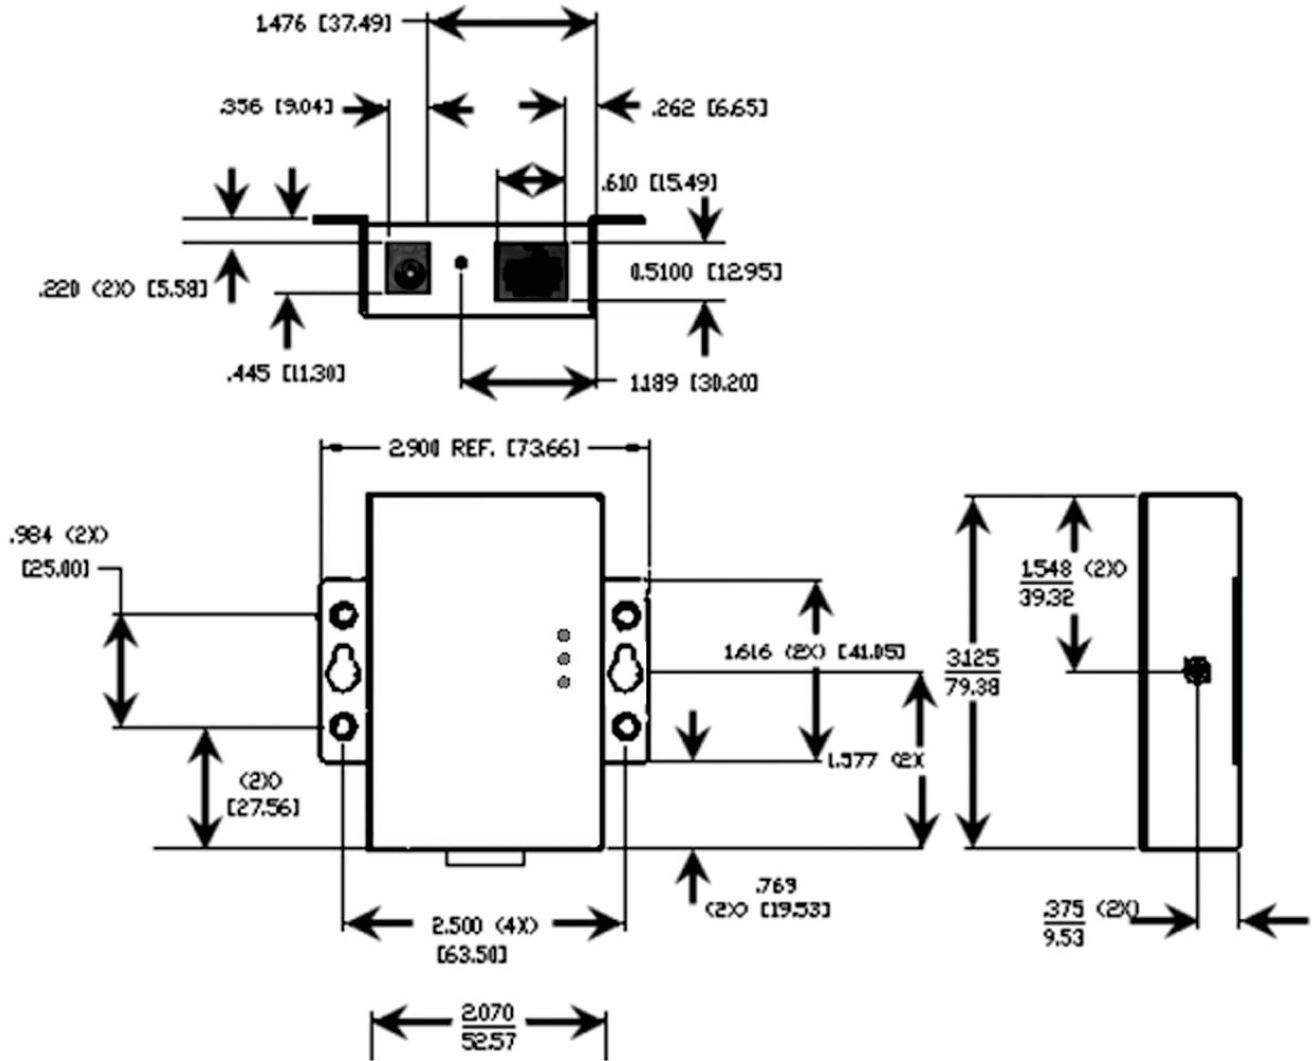 1.476 [37.49]
.356 [9.04]
.262 [6.65]
.610 [15.49]
.220 (2X) [5.58]
0.5100 [12.95]
.445 [11.30]
1.189 [30.20]
2.900 REF. [73.66]
.984 (2X)
[25.00]
1.548 (2X)
39.32
1.616 (2X) [41.05]
3.125
79.38
1.577 (2X
(2X)
[27.56]
.769
(2X) [19.53]
2.500 (4X)
[63.50]
.375 (2X)
9.53
2.070
52.57